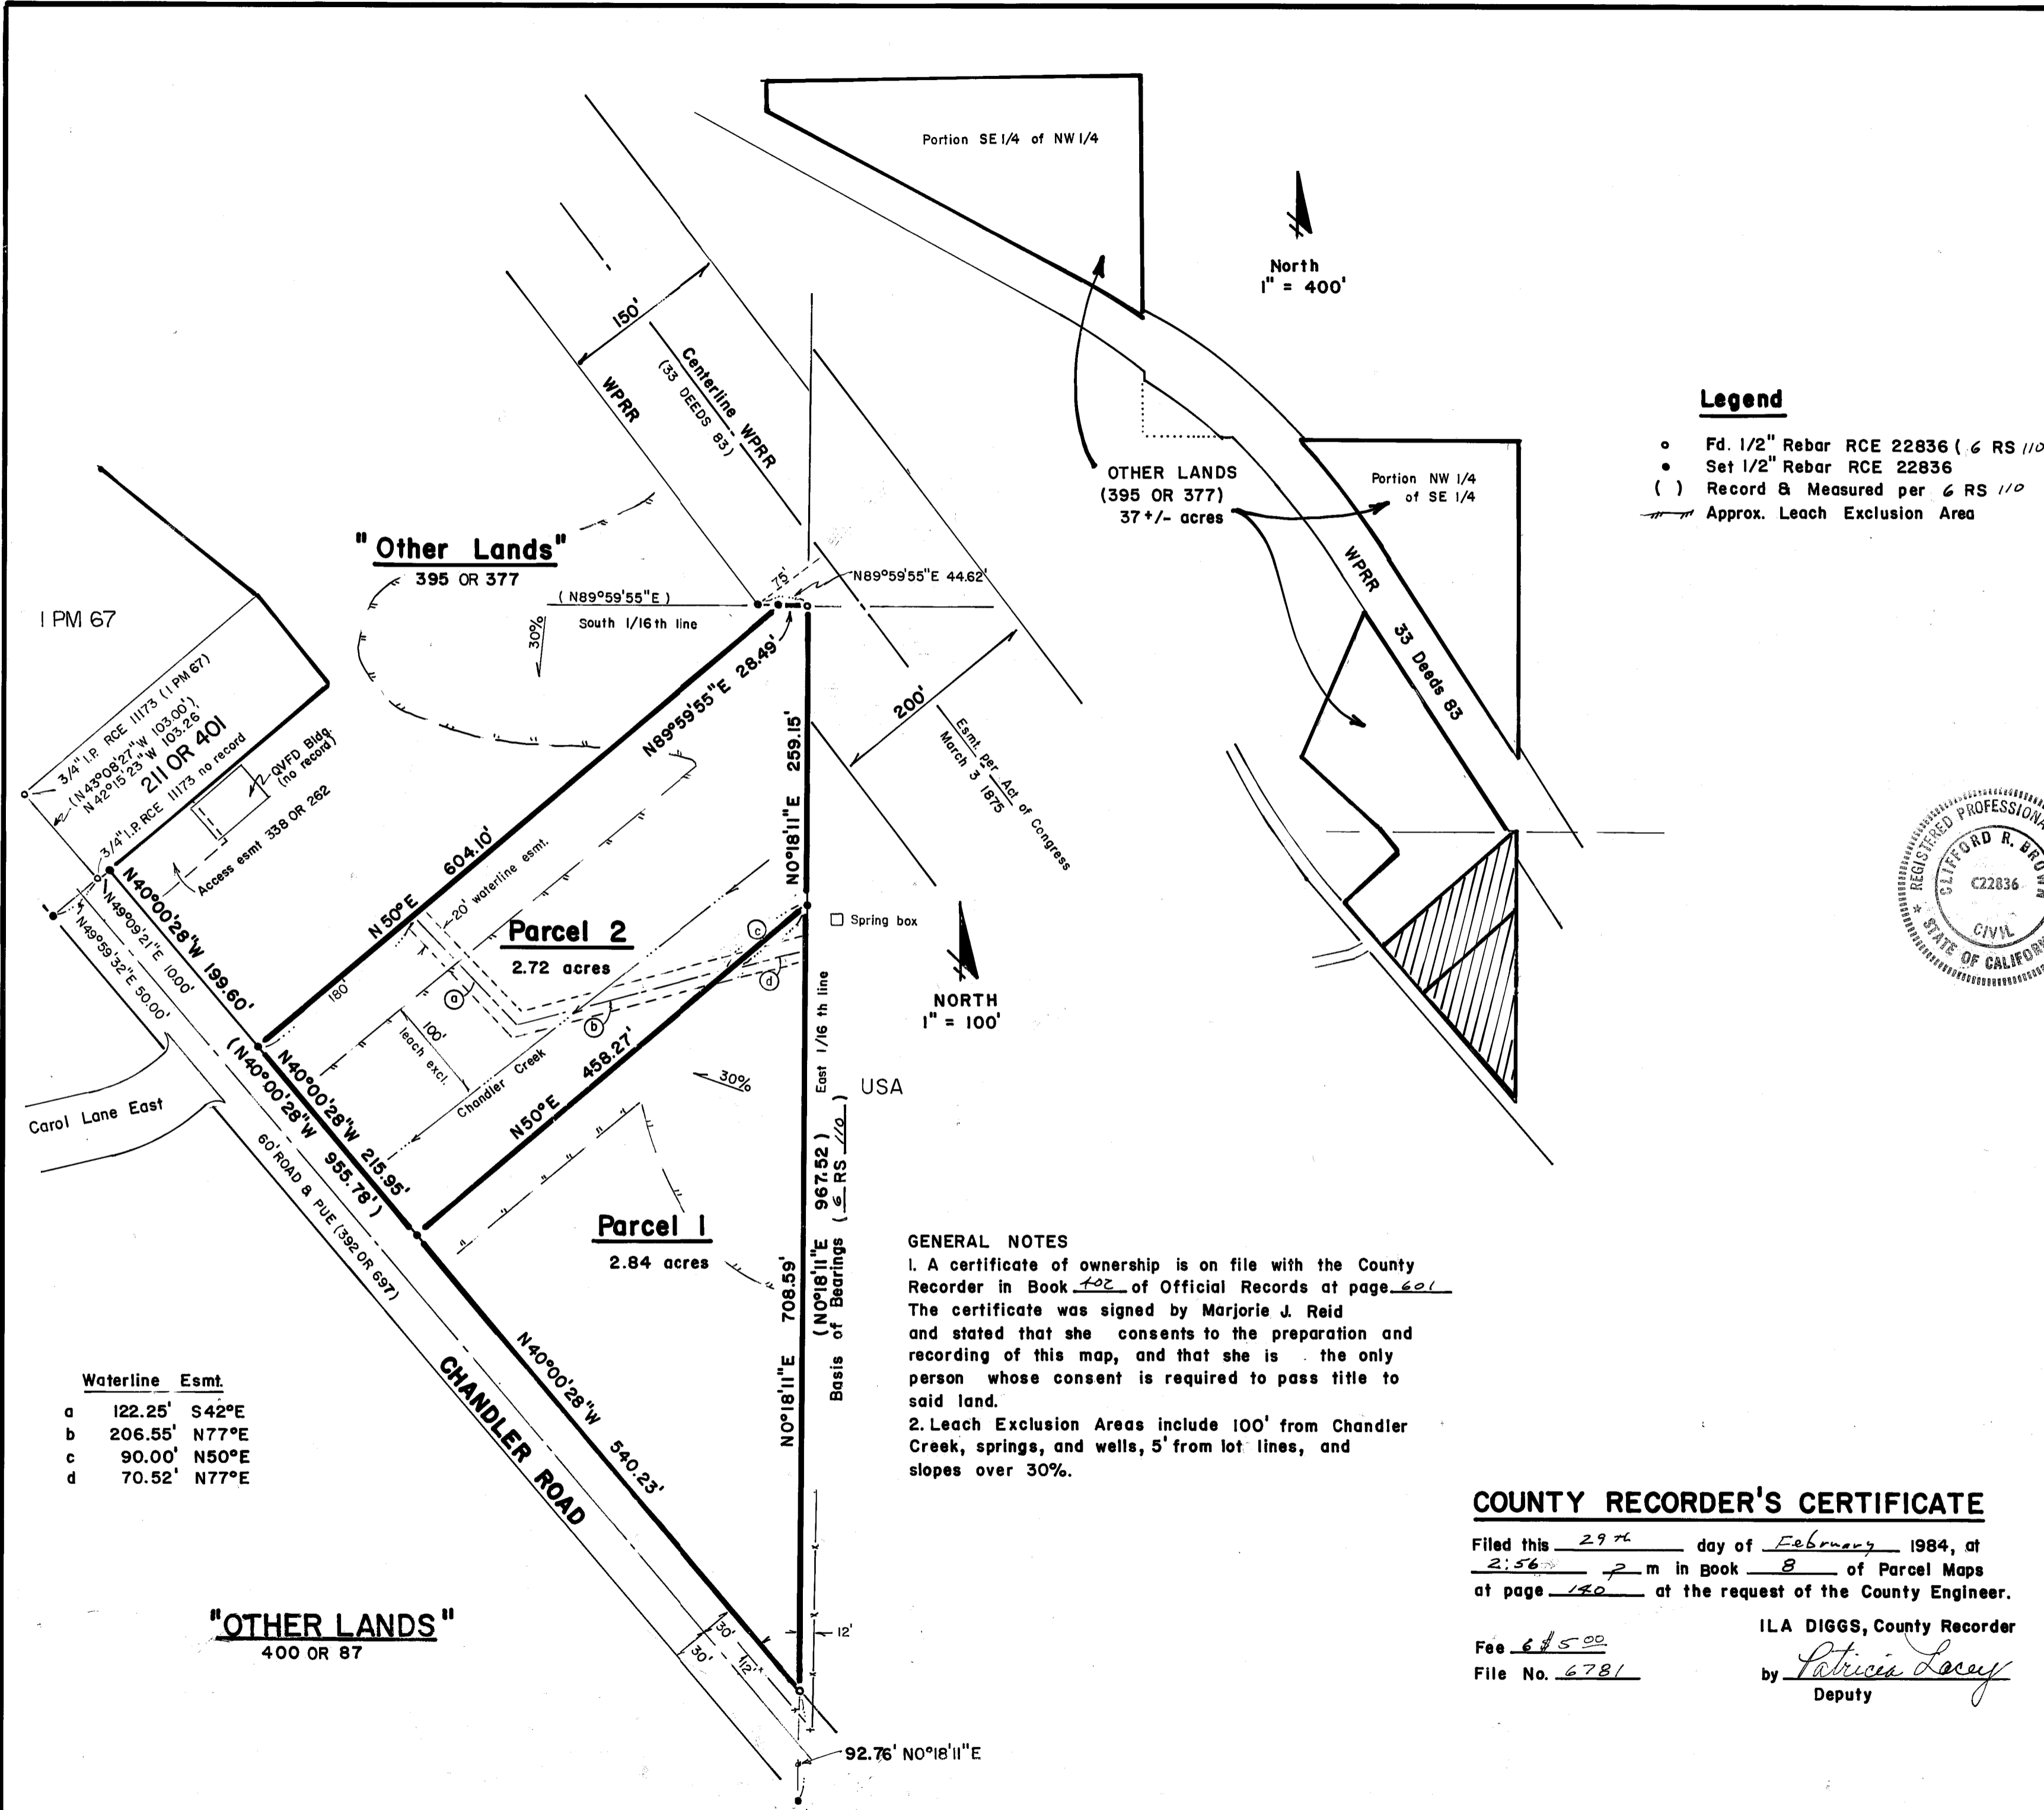 Portion SE 1/4 of NW 1/4
North
1" = 400'
150'
WPRR
Centerline WPRR
(33 DEEDS 83)
Legend
Fd. 1/2" Rebar RCE 22836 ( 6 RS 110
Set 1/2" Rebar RCE 22836
( ) Record & Measured per 6 RS 110
Approx. Leach Exclusion Area
OTHER LANDS
(395 OR 377)
37 +/- acres
Portion NW 1/4
of SE 1/4
WPRR
33 Deeds 83
"Other Lands"
395 OR 377
( N89°59'55"E )
South 1/16 th line
30%
75'
N89°59'55"E 44.62'
N89°59'55"E 28.49'
200'
Esmt. per Act of Congress
March 3 1875
1 PM 67
3/4" I.P. RCE 11173 (1 PM 67)
(N43°08'27"W 103.00')
N42°15'23"W 103.26'
211 OR 401
3/4" I.P. RCE 11173 no record
QVFD Bldg.
(no record)
Access esmt 338 OR 262
N49°09'21"E 10.00'
N49°59'32"E 50.00'
N40°00'28"W 199.60'
N50°E 604.10'
180'
20' waterline esmt.
N0°18'11"E 259.15'
Parcel 2
2.72 acres
a
b
c
d
Spring box
100'
leach excl.
Chandler Creek
N50°E 458.27'
30%
East 1/16 th line
USA
NORTH
1" = 100'
N40°00'28"W 215.95'
(N40°00'28"W 955.78')
Carol Lane East
60' ROAD & PUE (392 OR 697)
Parcel 1
2.84 acres
N0°18'11"E 708.59'
(N0°18'11"E 967.52)
Basis of Bearings ( 6 RS 110 )
N40°00'28"W 540.23'
CHANDLER ROAD
30'
30'
12'
12'
92.76' N0°18'11"E
REGISTERED PROFESSIONA
CLIFFORD R. BROWN
C22836
CIVIL
STATE OF CALIFOR
GENERAL NOTES
1. A certificate of ownership is on file with the County
Recorder in Book 402 of Official Records at page 601
The certificate was signed by Marjorie J. Reid
and stated that she consents to the preparation and
recording of this map, and that she is the only
person whose consent is required to pass title to
said land.
2. Leach Exclusion Areas include 100' from Chandler
Creek, springs, and wells, 5' from lot lines, and
slopes over 30%.
Waterline Esmt.
a 122.25' S42°E
b 206.55' N77°E
c 90.00' N50°E
d 70.52' N77°E
"OTHER LANDS"
400 OR 87
COUNTY RECORDER'S CERTIFICATE
Filed this 29th day of February 1984, at
2:56 P m in Book 8 of Parcel Maps
at page 140 at the request of the County Engineer.
ILA DIGGS, County Recorder
Fee $5.00
File No. 6781
by Patricia Lacey
Deputy